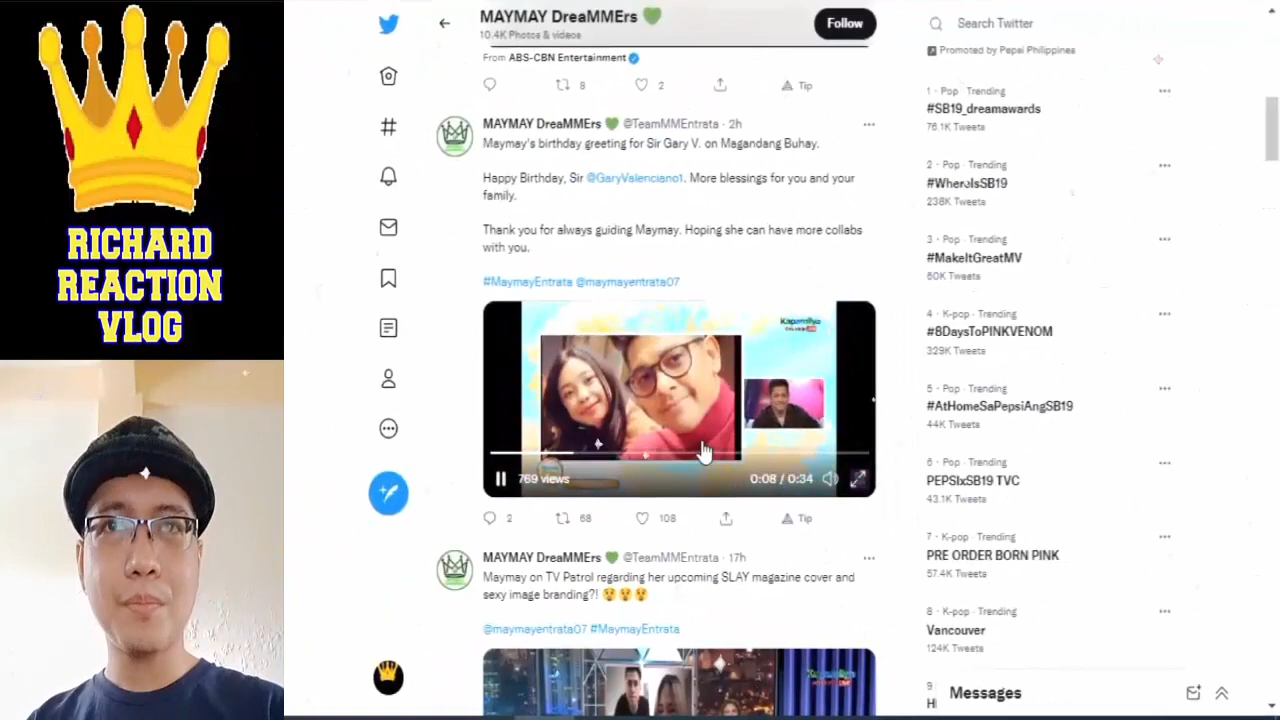 RICHARD
REACTION
VLOG
MAYMAY DreaMMErs
10.4K Photos & videos
Follow
From ABS-CBN Entertainment
8
2
Tip
MAYMAY DreaMMErs @TeamMMEntrata · 2h
Maymay's birthday greeting for Sir Gary V. on Magandang Buhay.
Happy Birthday, Sir @GaryValenciano1. More blessings for you and your
family.
Thank you for always guiding Maymay. Hoping she can have more collabs
with you.
#MaymayEntrata @maymayentrata07
Kapamilya
769 views
0:08 / 0:34
2
68
108
Tip
MAYMAY DreaMMErs @TeamMMEntrata · 17h
Maymay on TV Patrol regarding her upcoming SLAY magazine cover and
sexy image branding?!
@maymayentrata07 #MaymayEntrata
Search Twitter
Promoted by Pepsi Philippines
1 · Pop · Trending
#SB19_dreamawards
76.1K Tweets
2 · Pop · Trending
#WhereIsSB19
238K Tweets
3 · Pop · Trending
#MakeItGreatMV
60K Tweets
4 · K-pop · Trending
#8DaysToPINKVENOM
329K Tweets
5 · Pop · Trending
#AtHomeSaPepsiAngSB19
44K Tweets
6 · Pop · Trending
PEPSIxSB19 TVC
43.1K Tweets
7 · K-pop · Trending
PRE ORDER BORN PINK
57.4K Tweets
8 · K-pop · Trending
Vancouver
124K Tweets
9
Messages